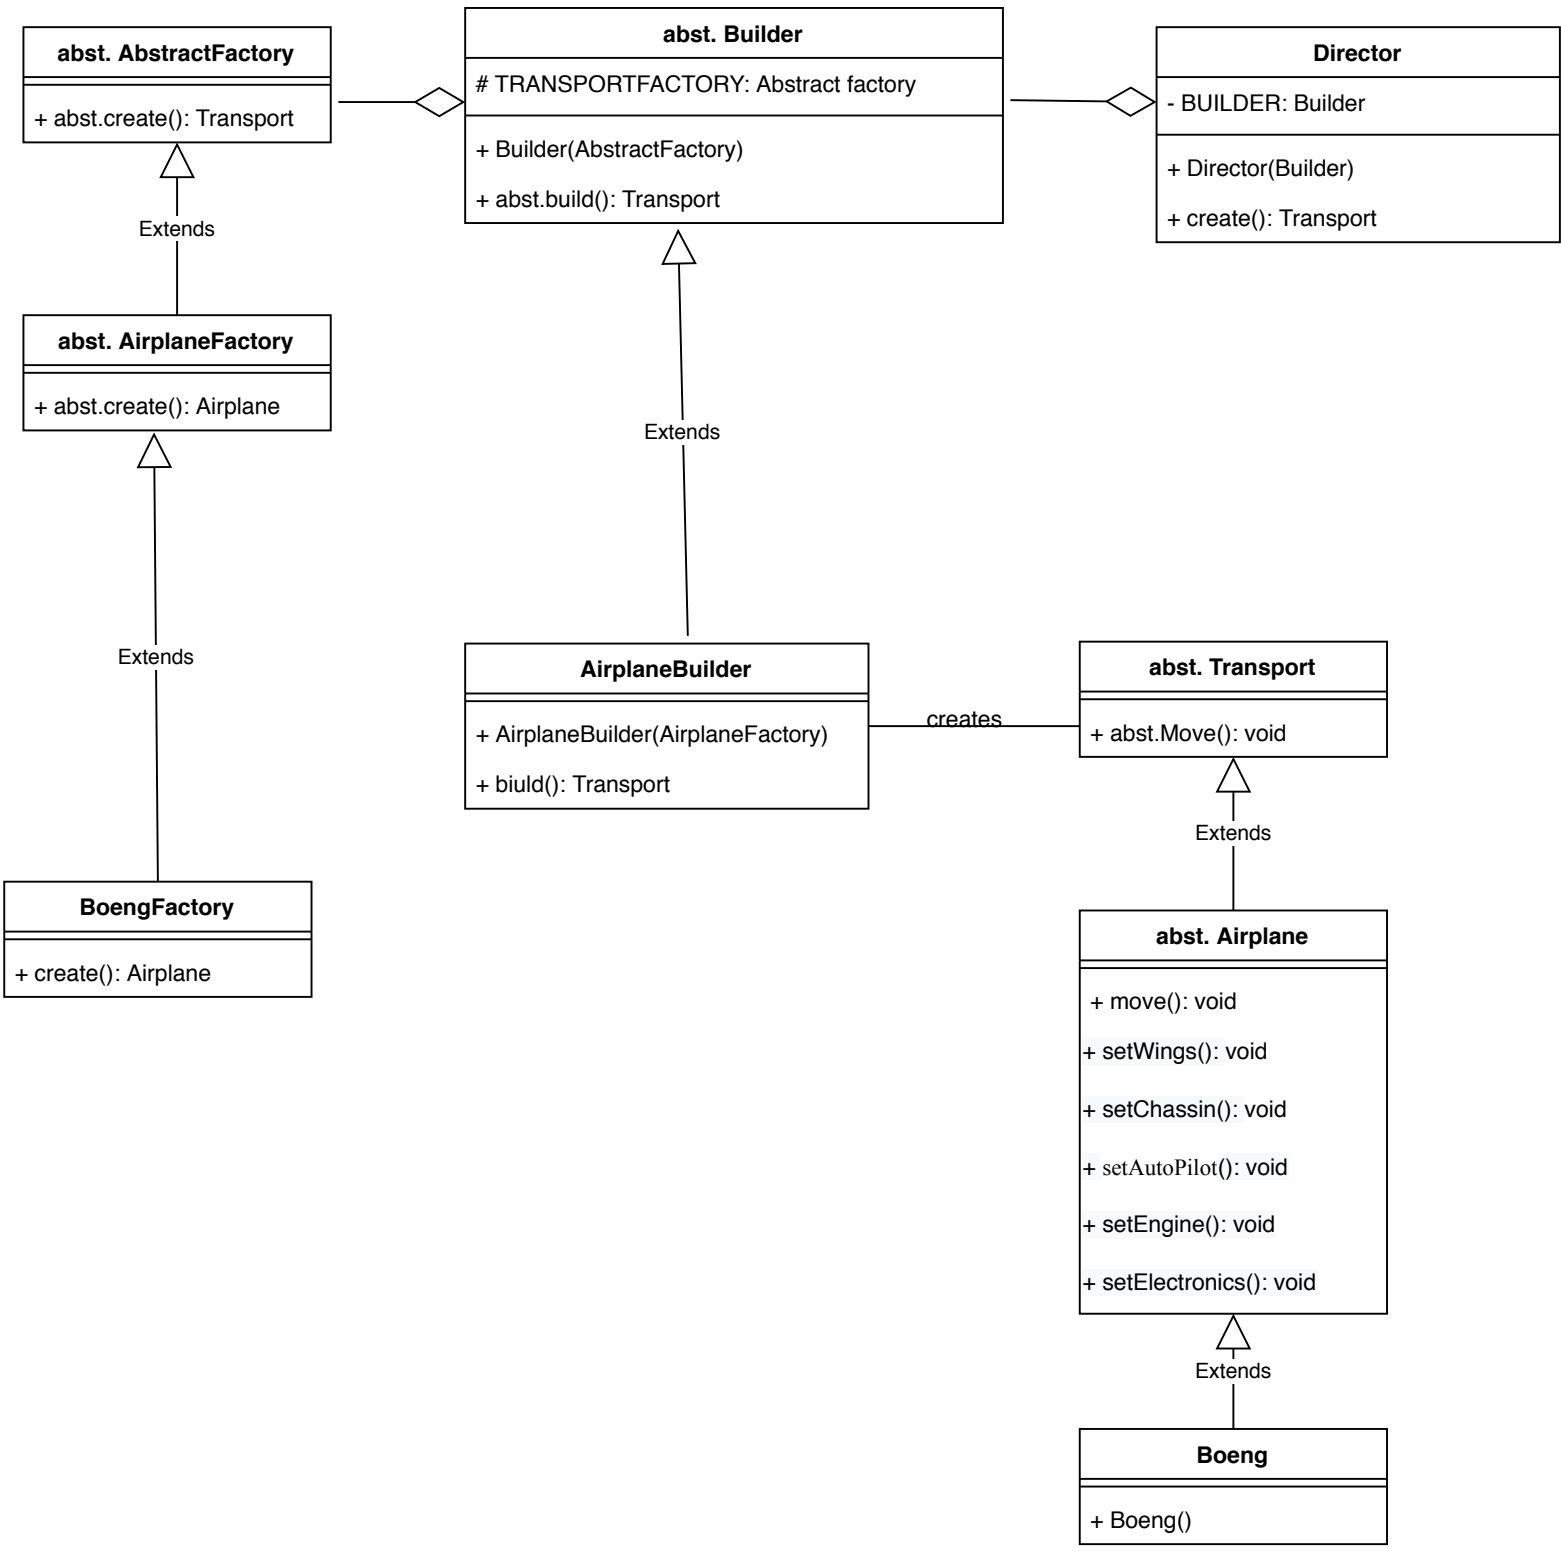 abst. AbstractFactory
+ abst.create(): Transport
abst. Builder
# TRANSPORTFACTORY: Abstract factory
+ Builder(AbstractFactory)
+ abst.build(): Transport
Director
- BUILDER: Builder
+ Director(Builder)
+ create(): Transport
Extends
abst. AirplaneFactory
+ abst.create(): Airplane
Extends
Extends
AirplaneBuilder
+ AirplaneBuilder(AirplaneFactory)
+ biuld(): Transport
creates
abst. Transport
+ abst.Move(): void
Extends
BoengFactory
+ create(): Airplane
abst. Airplane
+ move(): void
+ setWings(): void
+ setChassin(): void
+ setAutoPilot(): void
+ setEngine(): void
+ setElectronics(): void
Extends
Boeng
+ Boeng()